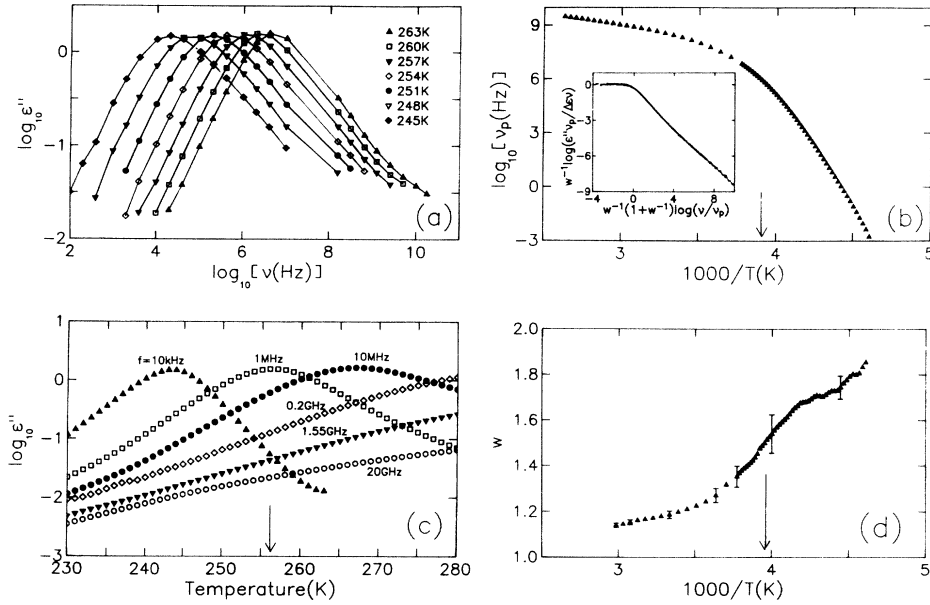 log₁₀ ε''
0
-1
-2
2
4
6
8
10
log₁₀[ ν(Hz)]
▲ 263K
□ 260K
▼ 257K
◇ 254K
● 251K
▽ 248K
◆ 245K
(a)
log₁₀[ νp(Hz)]
12
9
6
3
0
-3
3
4
5
1000/T(K)
w⁻¹log(ε''νp/Δεν)
0
-3
-6
-9
-4
0
4
8
w⁻¹(1+w⁻¹)log(ν/νp)
(b)
log₁₀ ε''
1
0
-1
-2
-3
230
240
250
260
270
280
Temperature(K)
f=10kHz
1MHz
10MHz
0.2GHz
1.55GHz
20GHz
(c)
w
2.0
1.8
1.6
1.4
1.2
1.0
3
4
5
1000/T(K)
(d)